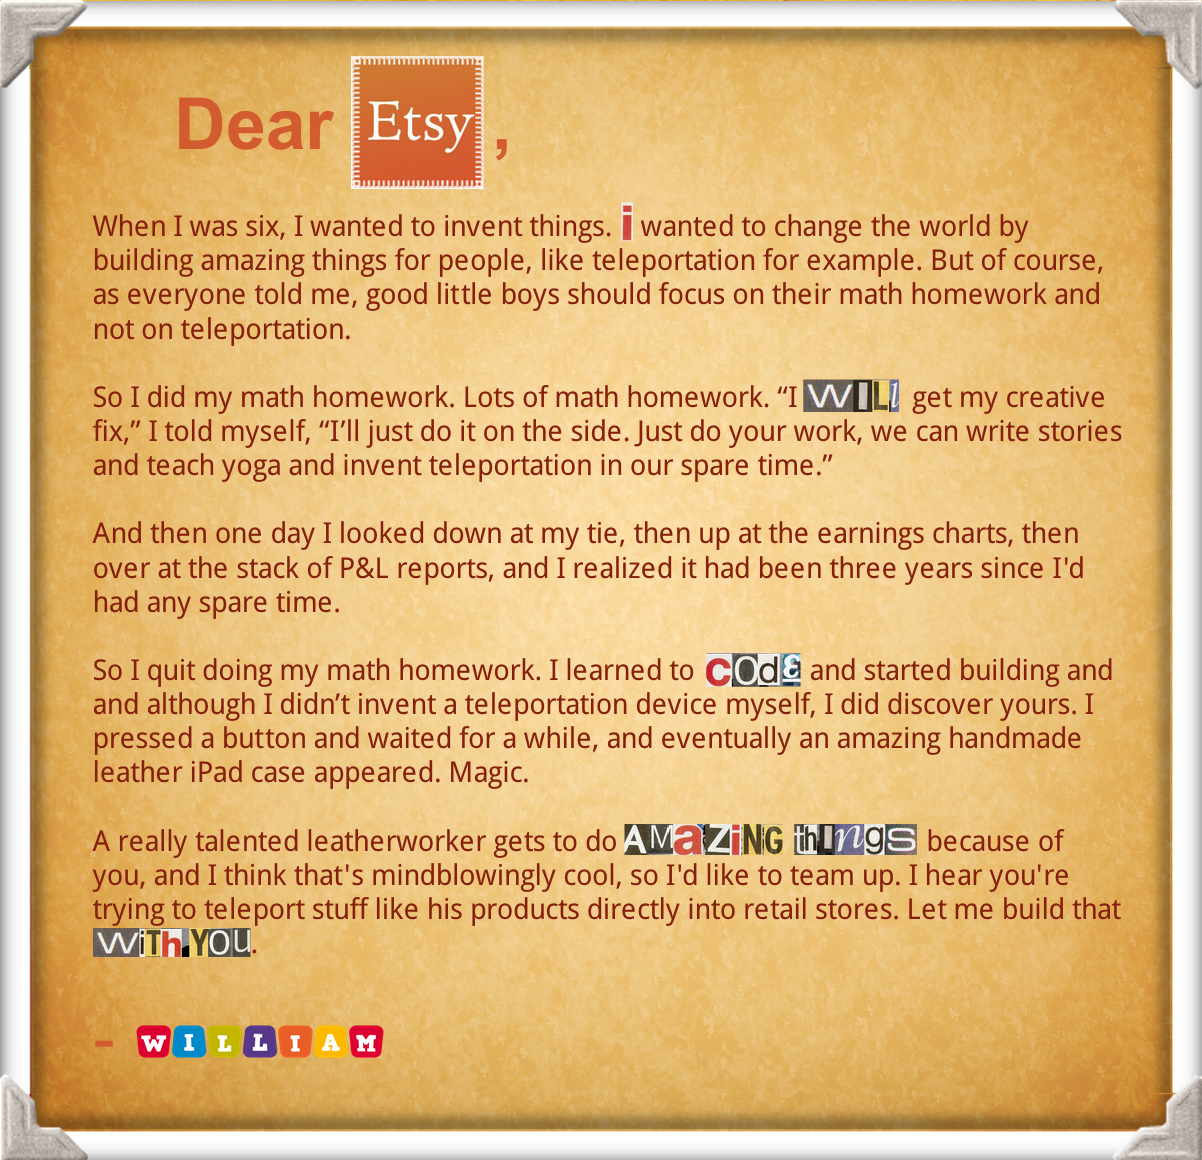 Dear Etsy,
When I was six, I wanted to invent things. i wanted to change the world by
building amazing things for people, like teleportation for example. But of course,
as everyone told me, good little boys should focus on their math homework and
not on teleportation.
So I did my math homework. Lots of math homework. “I WILl get my creative
fix,” I told myself, “I’ll just do it on the side. Just do your work, we can write stories
and teach yoga and invent teleportation in our spare time.”
And then one day I looked down at my tie, then up at the earnings charts, then
over at the stack of P&L reports, and I realized it had been three years since I'd
had any spare time.
So I quit doing my math homework. I learned to cOde and started building and
and although I didn’t invent a teleportation device myself, I did discover yours. I
pressed a button and waited for a while, and eventually an amazing handmade
leather iPad case appeared. Magic.
A really talented leatherworker gets to do AMaZiNG thIngs because of
you, and I think that's mindblowingly cool, so I'd like to team up. I hear you're
trying to teleport stuff like his products directly into retail stores. Let me build that
WiTh YOU.
– WILLIAM